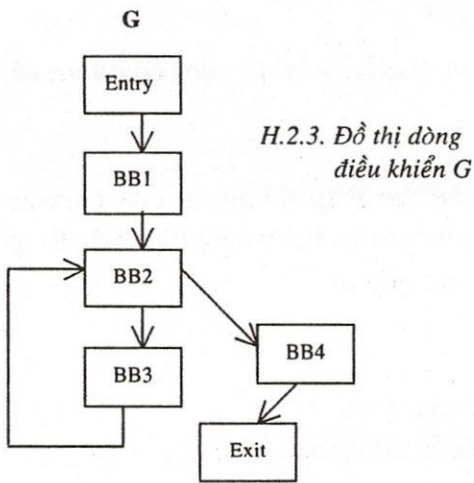 G
Entry
H.2.3. Đồ thị dòng
điều khiển G
BB1
BB2
BB3
BB4
Exit